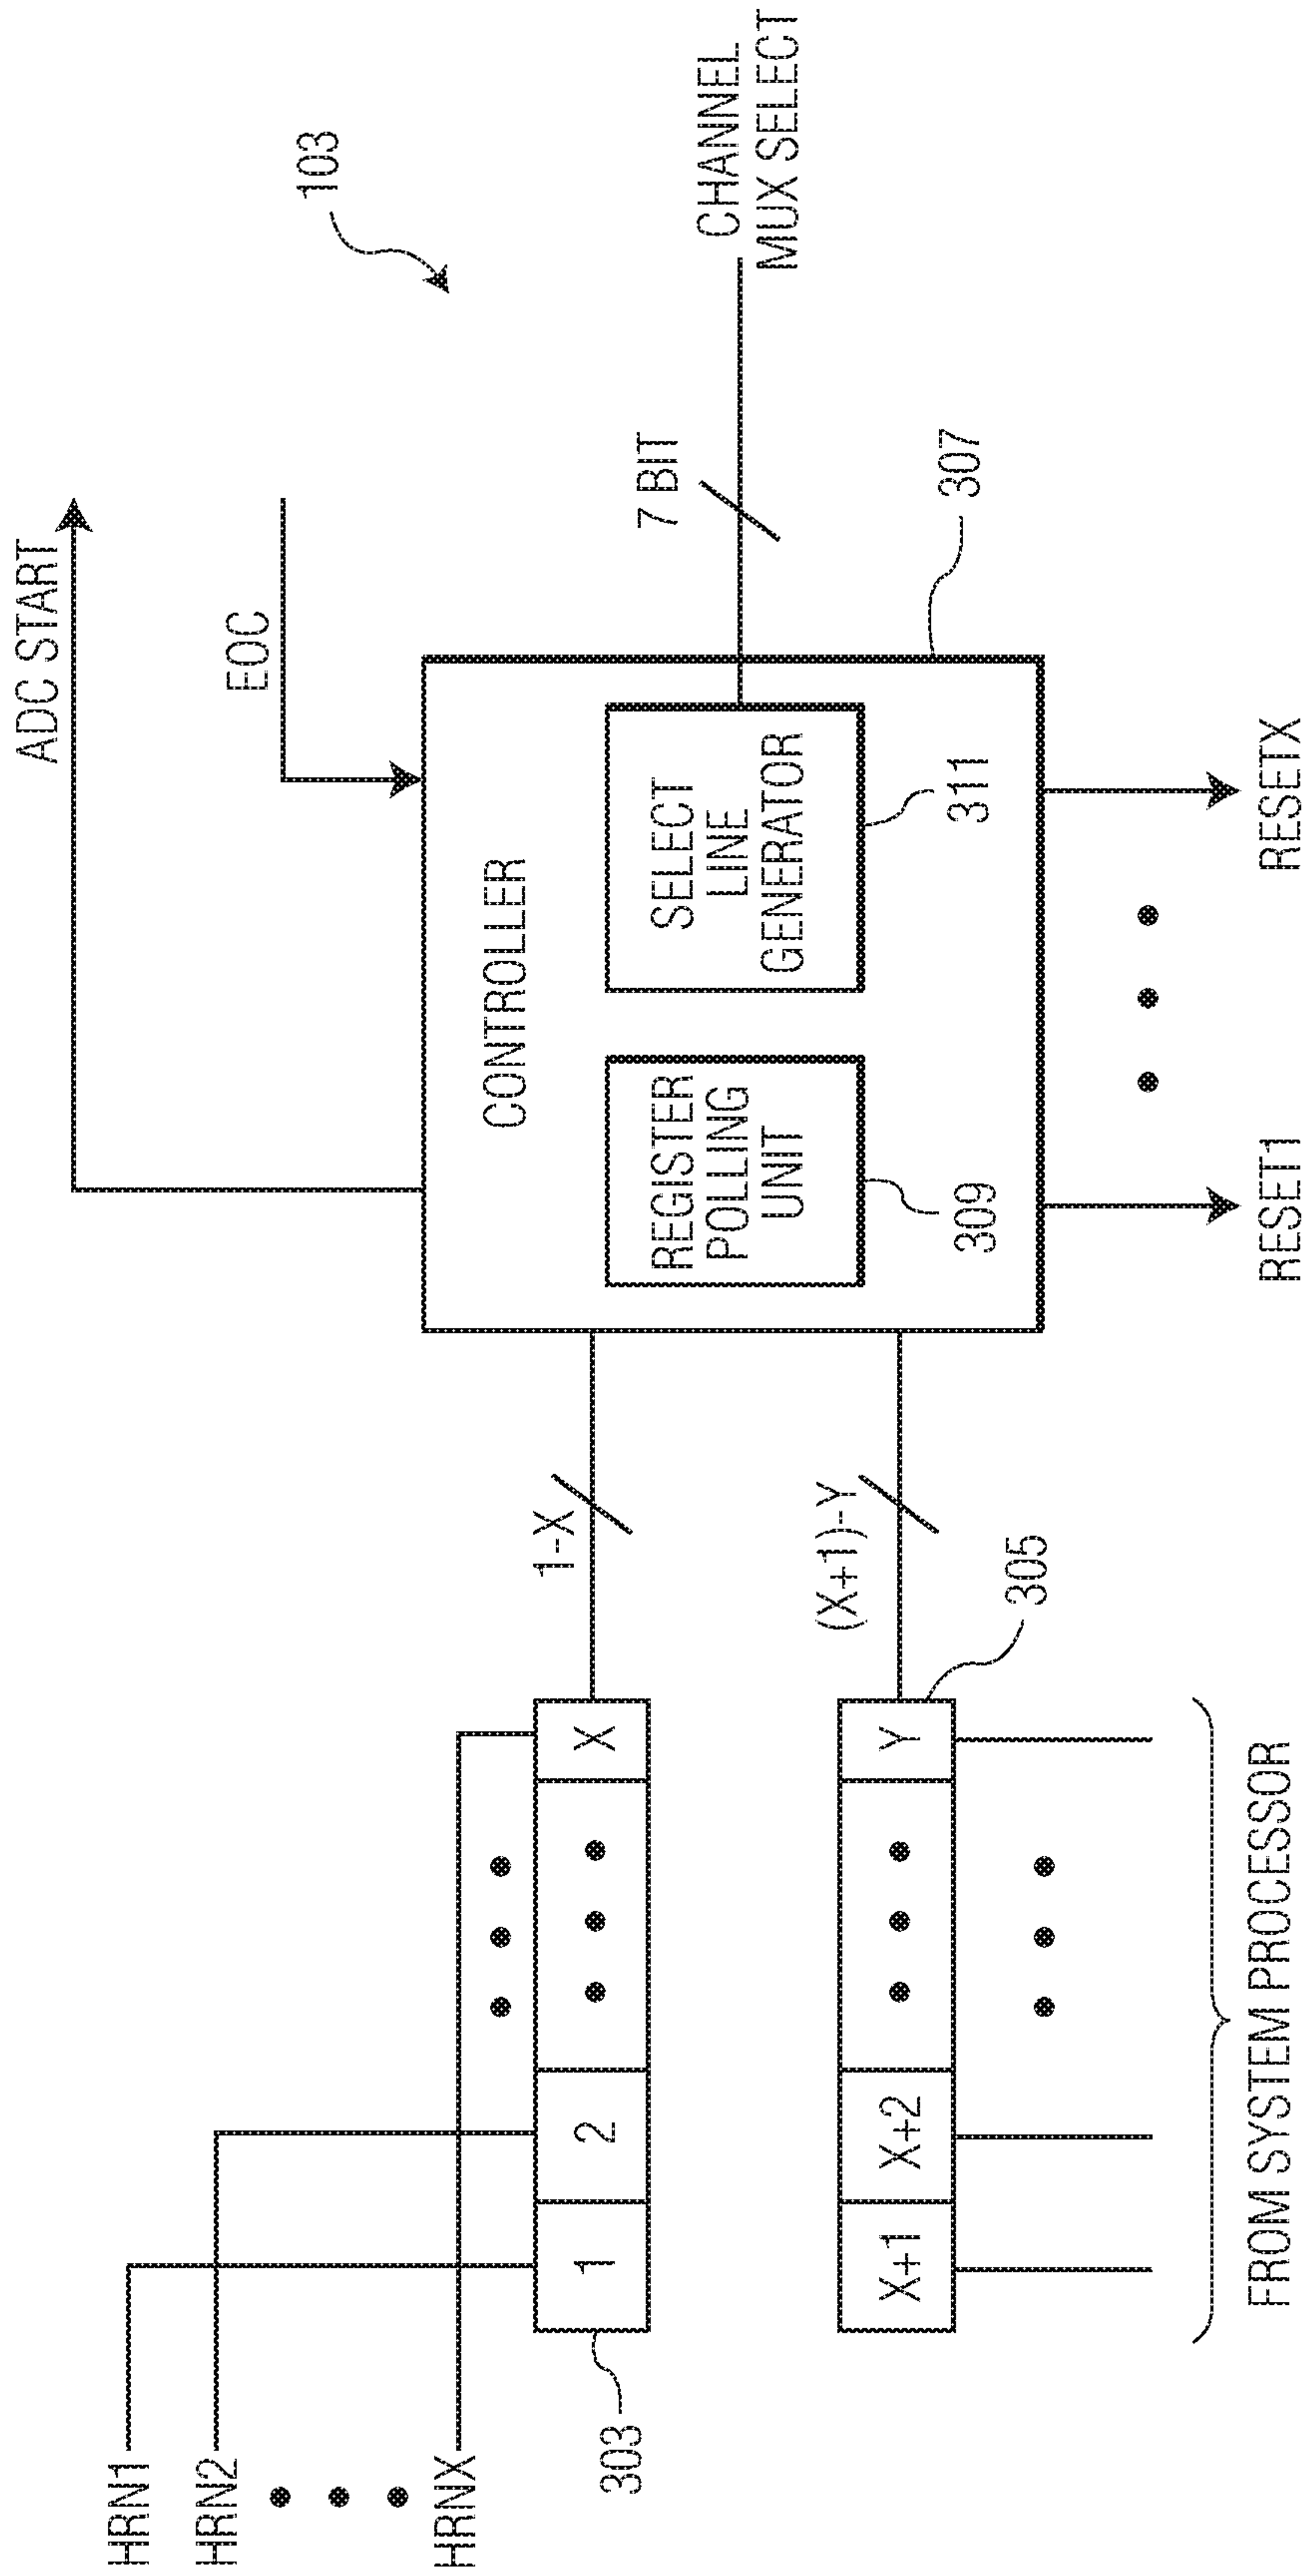 103
ADC START
EOC
CHANNEL
MUX SELECT
7 BIT
HRN1
HRN2
HRNX
CONTROLLER
1-X
1
2
X
303
REGISTER
POLLING
UNIT
309
SELECT
LINE
GENERATOR
311
307
(X+1)-Y
X+1
X+2
Y
305
FROM SYSTEM PROCESSOR
RESET1
RESETX